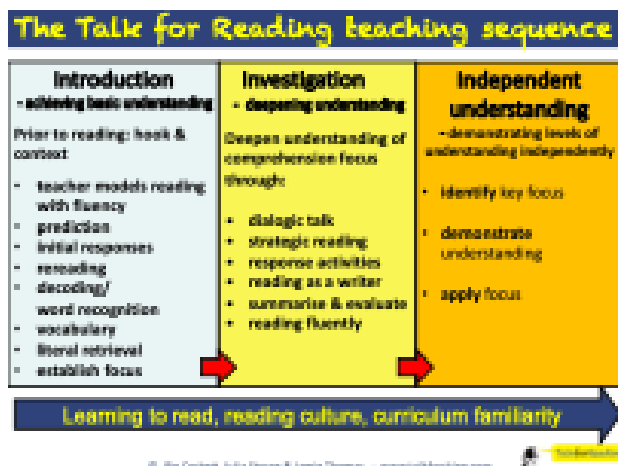 The Talk for Reading teaching sequence
Introduction
- achieving basic understanding
Prior to reading: hook &
context
• teacher models reading
with fluency
• prediction
• initial responses
• rereading
• decoding/
word recognition
• vocabulary
• literal retrieval
• establish focus
Investigation
- deepening understanding
Deepen understanding of
comprehension focus
through:
• dialogic talk
• strategic reading
• response activities
• reading as a writer
• summarise & evaluate
• reading fluently
Independent
understanding
- demonstrating levels of
understanding independently
• identify key focus
• demonstrate
understanding
• apply focus
Learning to read, reading culture, curriculum familiarity